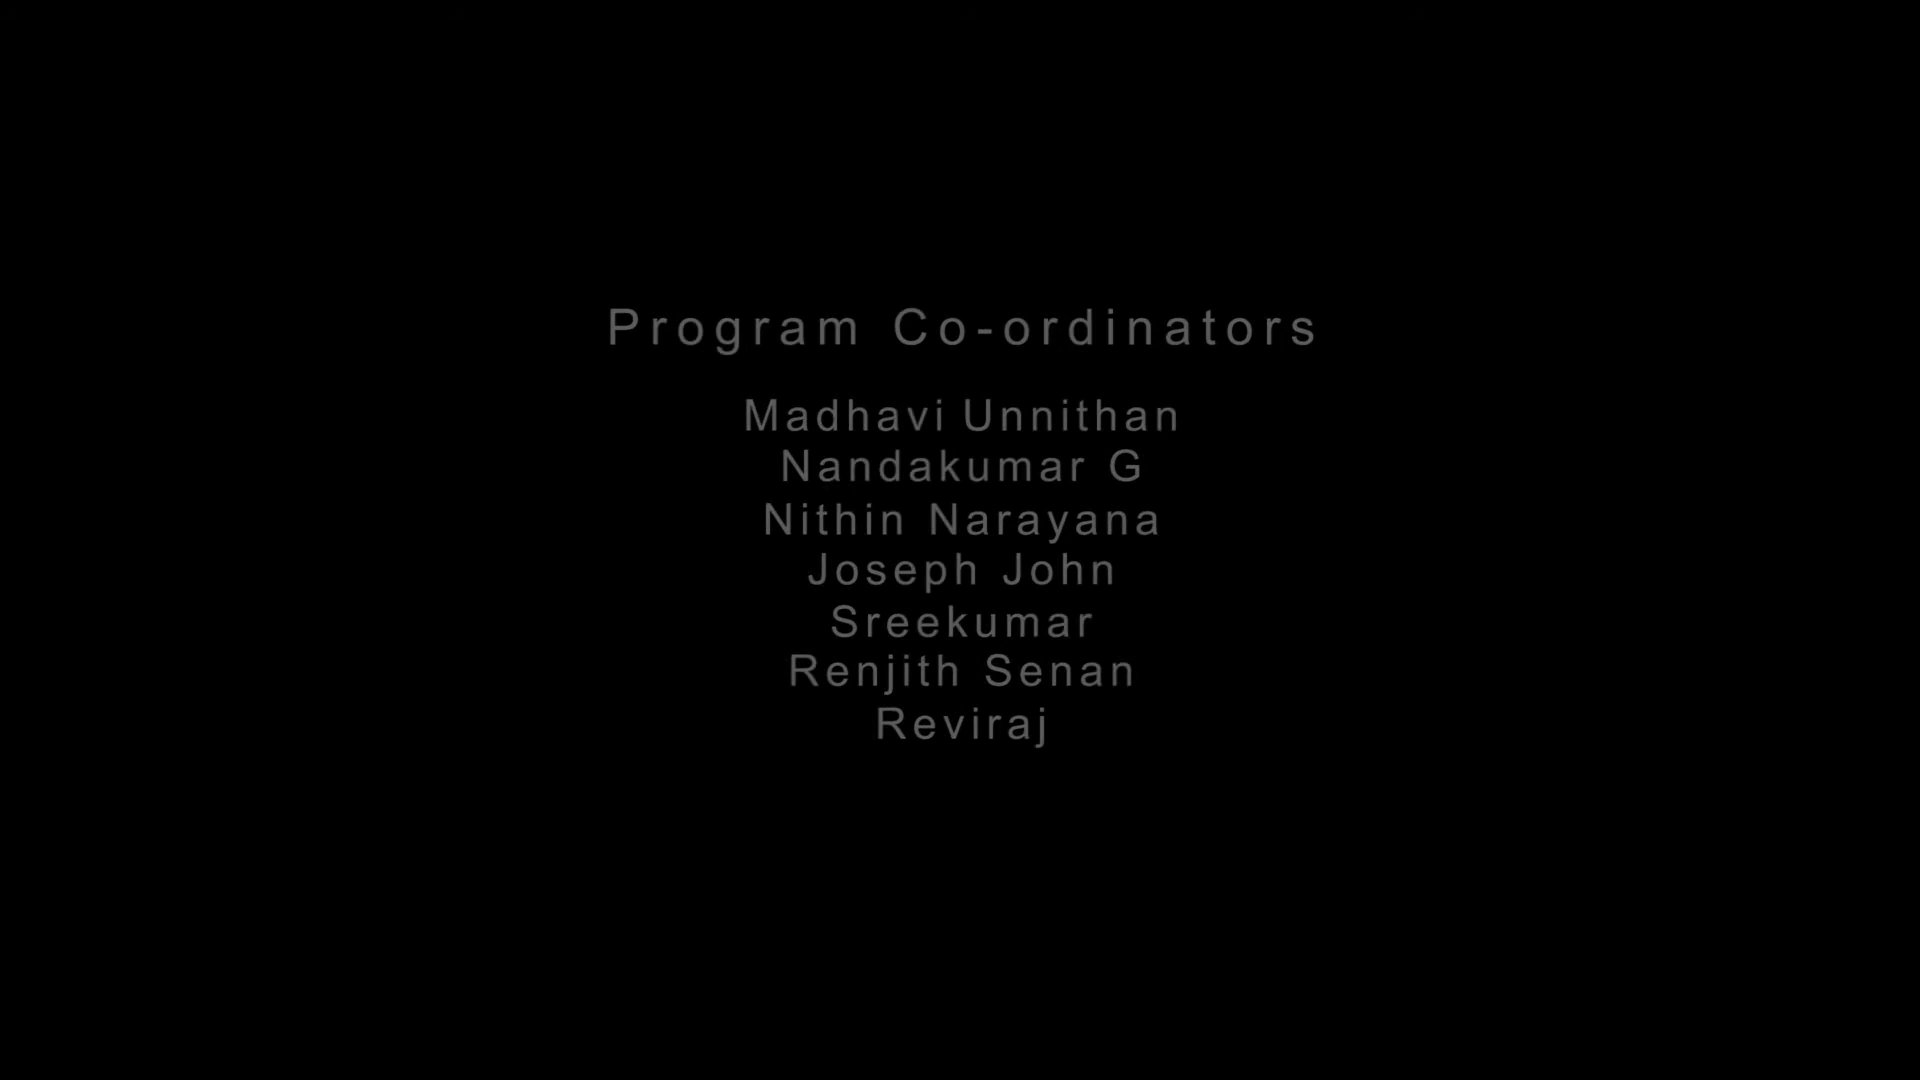 Program Co-ordinators
Madhavi Unnithan
Nandakumar G
Nithin Narayana
Joseph John
Sreekumar
Renjith Senan
Reviraj